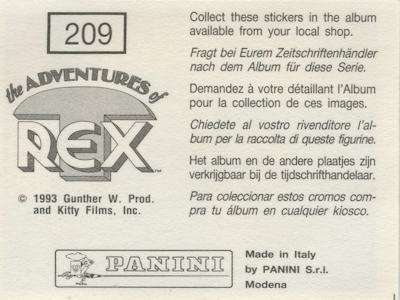 209
the ADVENTURES of
T
REX™
© 1993 Gunther W. Prod.
and Kitty Films, Inc.
Collect these stickers in the album
available from your local shop.
Fragt bei Eurem Zeitschriftenhändler
nach dem Album für diese Serie.
Demandez à votre détaillant l'Album
pour la collection de ces images.
Chiedete al vostro rivenditore l'al-
bum per la raccolta di queste figurine.
Het album en de andere plaatjes zijn
verkrijgbaar bij de tijdschrifthandelaar.
Para coleccionar estos cromos com-
pra tu álbum en cualquier kiosco.
PANINI
Made in Italy
by PANINI S.r.l.
Modena